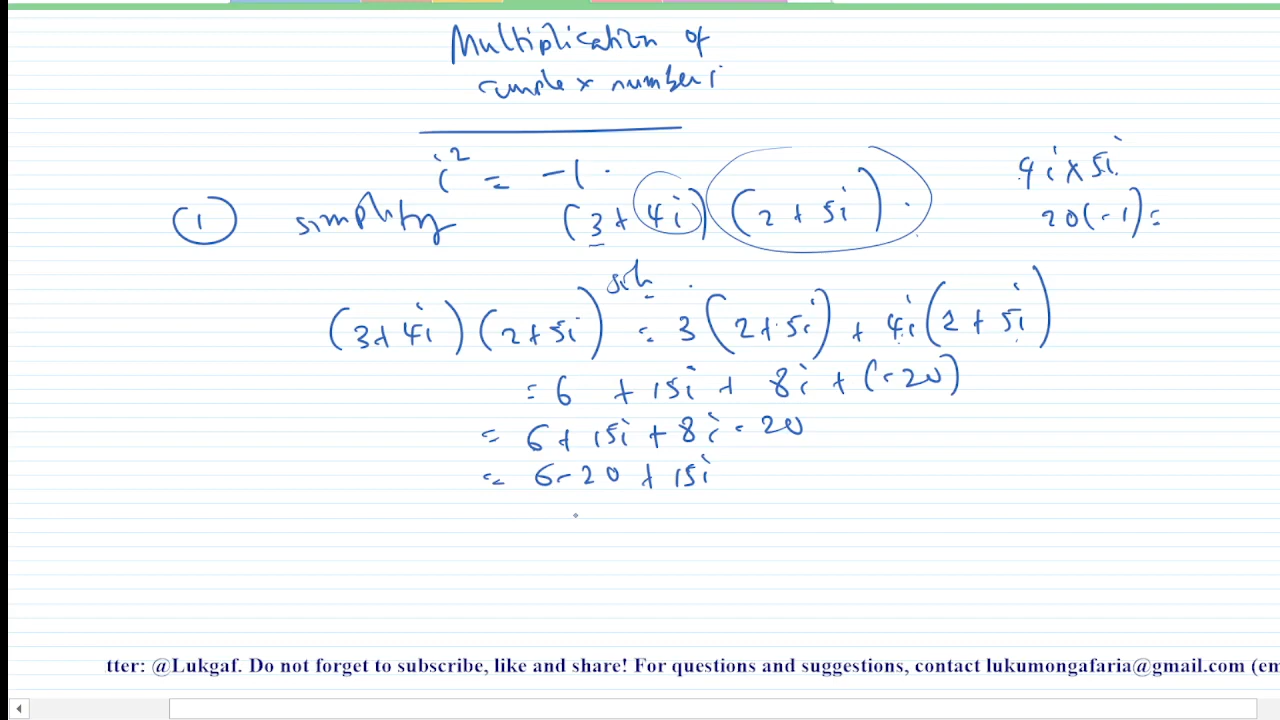 Multiplication of
complex numbers
i² = -1.
① simplify (3 + 4i) (2 + 5i).
4i x 5i
20(-1) =
soln.
(3 + 4i) (2 + 5i) = 3 (2 + 5i) + 4i (2 + 5i)
= 6 + 15i + 8i + (-20)
= 6 + 15i + 8i - 20
= 6 - 20 + 15i
tter: @Lukgaf. Do not forget to subscribe, like and share! For questions and suggestions, contact lukumongafaria@gmail.com (em